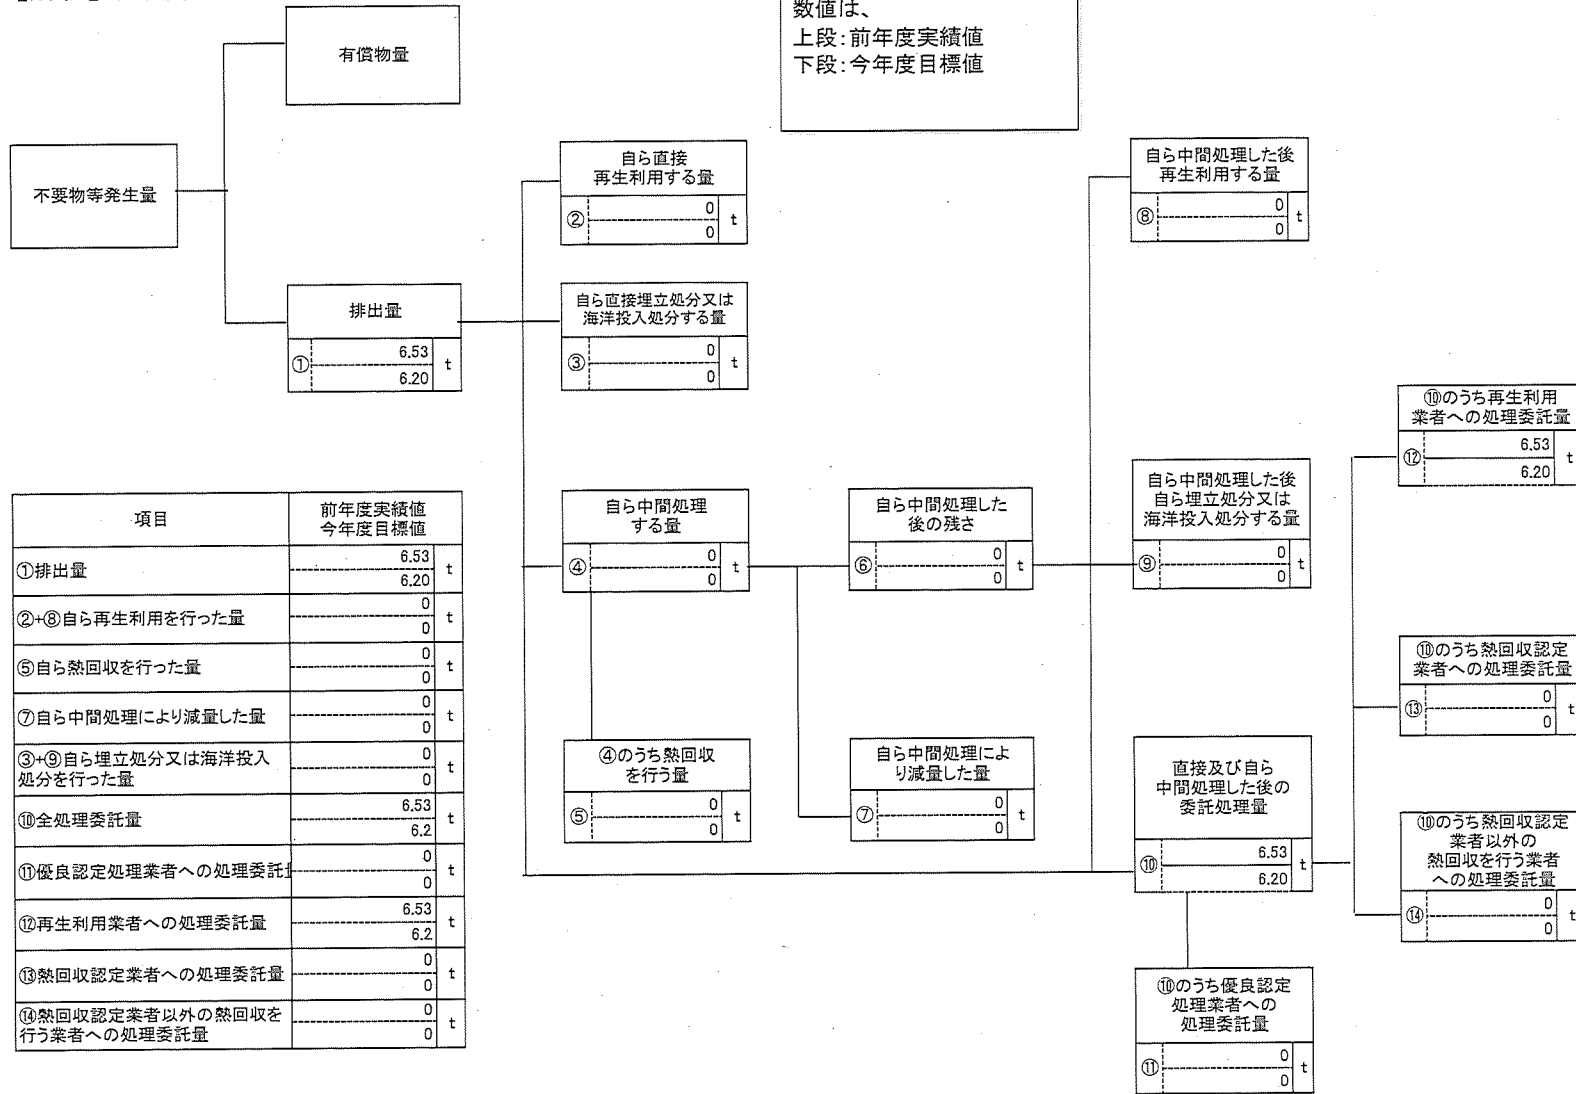 数値は、
上段:前年度実績値
下段:今年度目標値
有償物量
不要物等発生量
排出量
① 6.53 t
6.20
自ら直接
再生利用する量
② 0 t
0
自ら直接埋立処分又は
海洋投入処分する量
③ 0 t
0
自ら中間処理した後
再生利用する量
⑧ 0 t
0
⑩のうち再生利用
業者への処理委託量
⑫ 6.53 t
6.20
自ら中間処理
する量
④ 0 t
0
自ら中間処理した
後の残さ
⑥ 0 t
0
自ら中間処理した後
自ら埋立処分又は
海洋投入処分する量
⑨ 0 t
0
⑩のうち熱回収認定
業者への処理委託量
⑬ 0 t
0
④のうち熱回収
を行う量
⑤ 0 t
0
自ら中間処理によ
り減量した量
⑦ 0 t
0
直接及び自ら
中間処理した後の
委託処理量
⑩ 6.53 t
6.20
⑩のうち熱回収認定
業者以外の
熱回収を行う業者
への処理委託量
⑭ 0 t
0
⑩のうち優良認定
処理業者への
処理委託量
⑪ 0 t
0
項目 前年度実績値
今年度目標値
①排出量 6.53 t
6.20
②+⑧自ら再生利用を行った量 0 t
0
⑤自ら熱回収を行った量 0 t
0
⑦自ら中間処理により減量した量 0 t
0
③+⑨自ら埋立処分又は海洋投入
処分を行った量 0 t
0
⑩全処理委託量 6.53 t
6.2
⑪優良認定処理業者への処理委託 0 t
0
⑫再生利用業者への処理委託量 6.53 t
6.2
⑬熱回収認定業者への処理委託量 0 t
0
⑭熱回収認定業者以外の熱回収を
行う業者への処理委託量 0 t
0